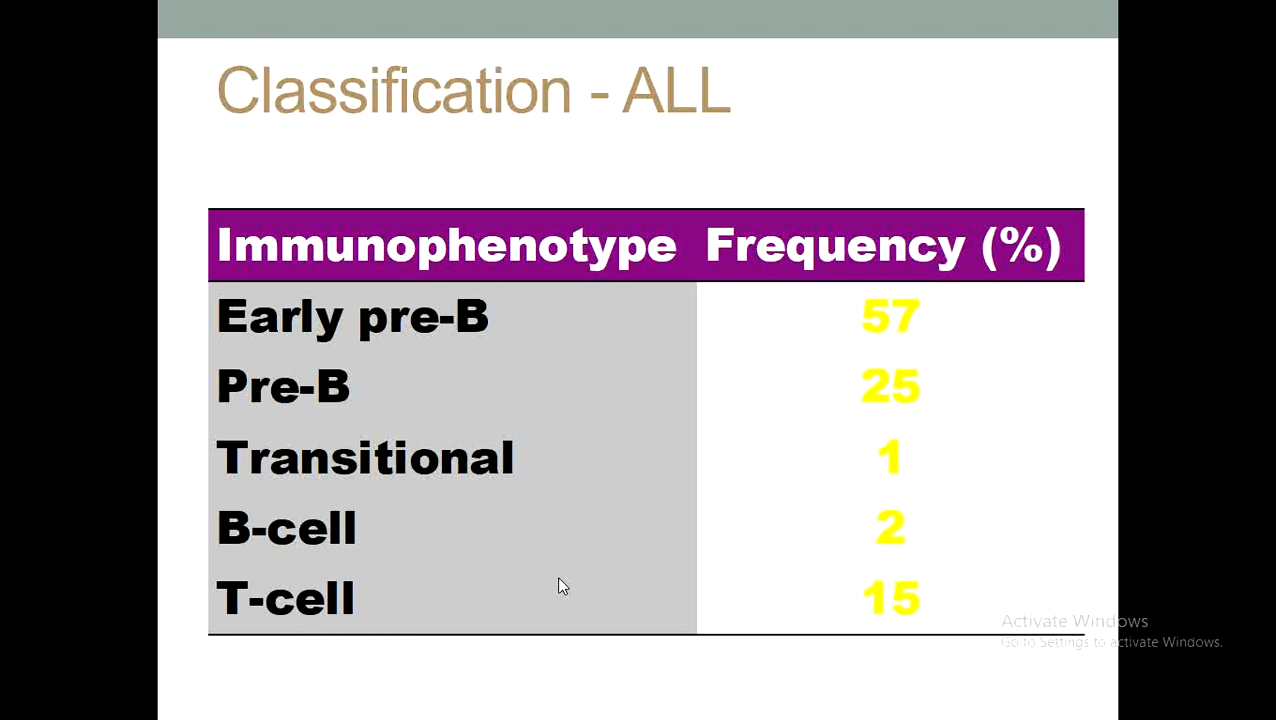 Classification - ALL
Immunophenotype Frequency (%)
Early pre-B 57
Pre-B 25
Transitional 1
B-cell 2
T-cell 15
Activate Windows
Go to Settings to activate Windows.